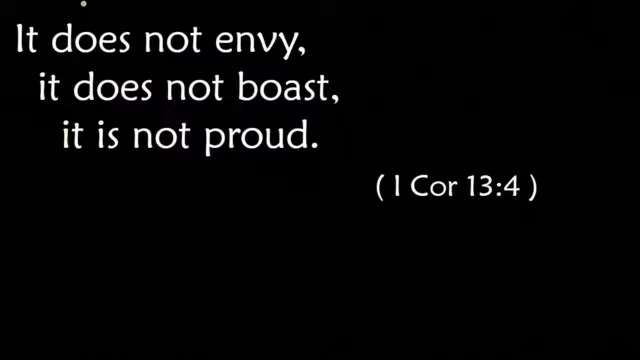 It does not envy,
it does not boast,
it is not proud.
( I Cor 13:4 )